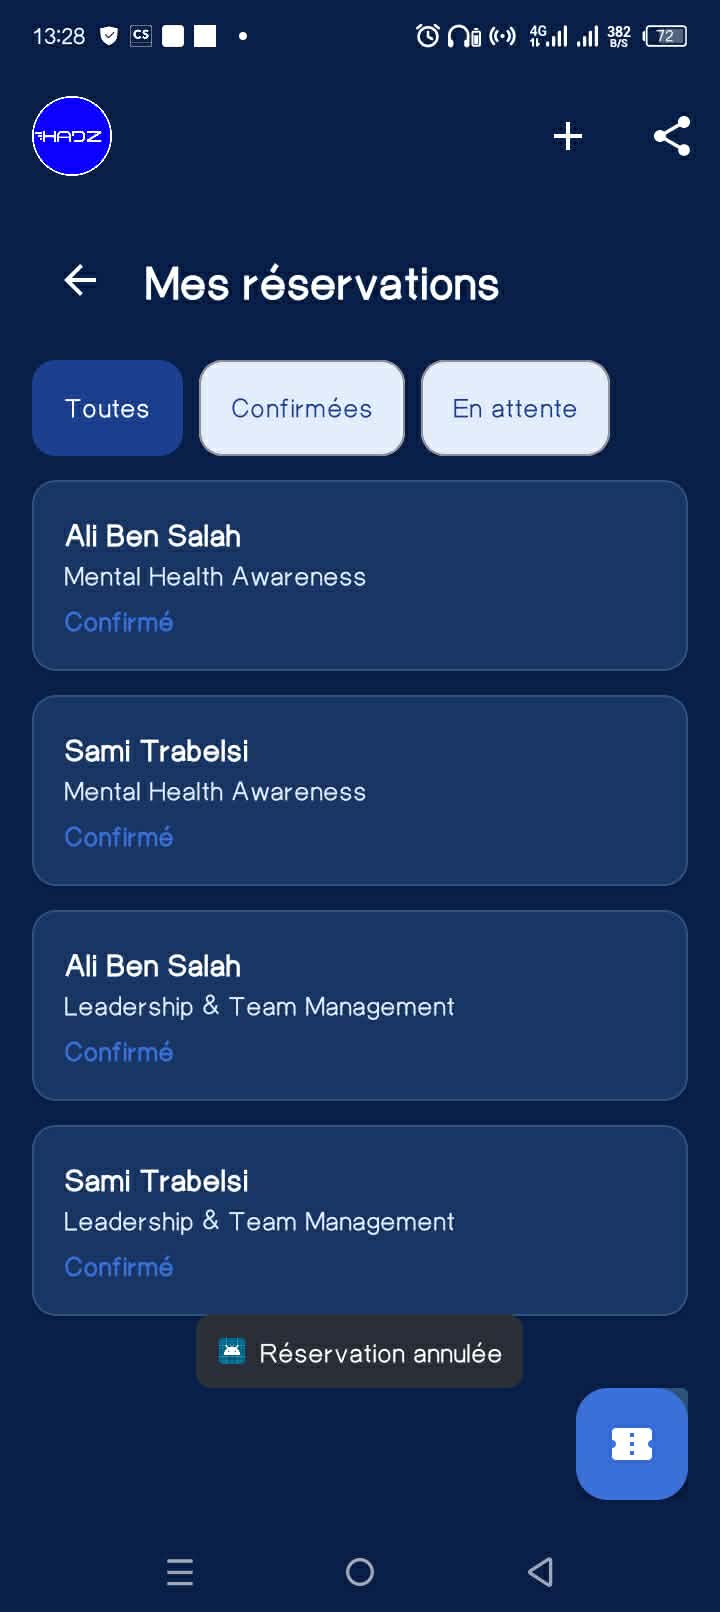 13:28 CS 4G 382 B/S 72
HADZ
Mes réservations
Toutes Confirmées En attente
Ali Ben Salah
Mental Health Awareness
Confirmé
Sami Trabelsi
Mental Health Awareness
Confirmé
Ali Ben Salah
Leadership & Team Management
Confirmé
Sami Trabelsi
Leadership & Team Management
Confirmé
Réservation annulée